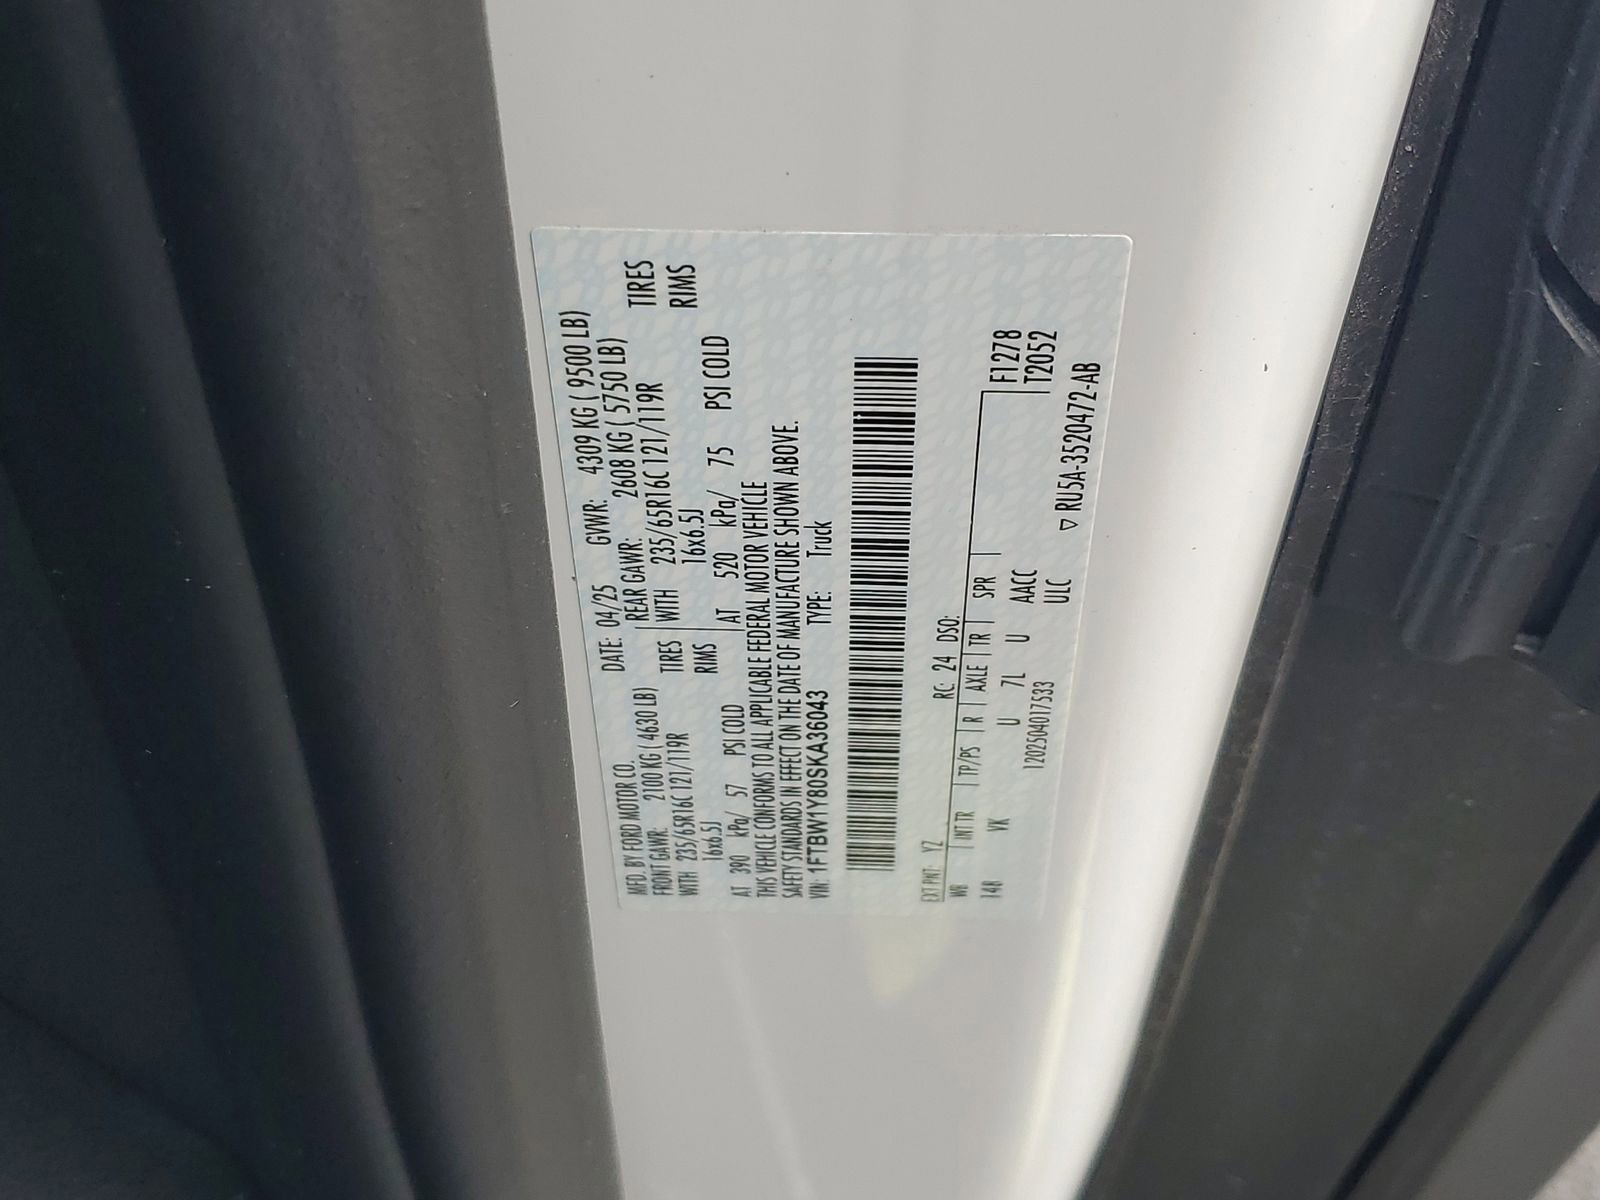 MFD. BY FORD MOTOR CO.
DATE: 04/25 GVWR: 4309 KG ( 9500 LB)
FRONT GAWR: 2100 KG ( 4630 LB) REAR GAWR: 2608 KG ( 5750 LB)
WITH 235/65R16C 121/119R TIRES WITH 235/65R16C 121/119R TIRES
16x6.5J RIMS 16x6.5J RIMS
AT 390 kPa/ 57 PSI COLD AT 520 kPa/ 75 PSI COLD
THIS VEHICLE CONFORMS TO ALL APPLICABLE FEDERAL MOTOR VEHICLE
SAFETY STANDARDS IN EFFECT ON THE DATE OF MANUFACTURE SHOWN ABOVE.
VIN: 1FTBW1Y80SKA36043 TYPE: Truck
EXT PNT: YZ RC: 24 DSO:
WB INT TR TP/PS R AXLE TR SPR F1278
148 VK U 7L U AACC T2052
1202504017533 ULC
▽ RU5A-3520472-AB